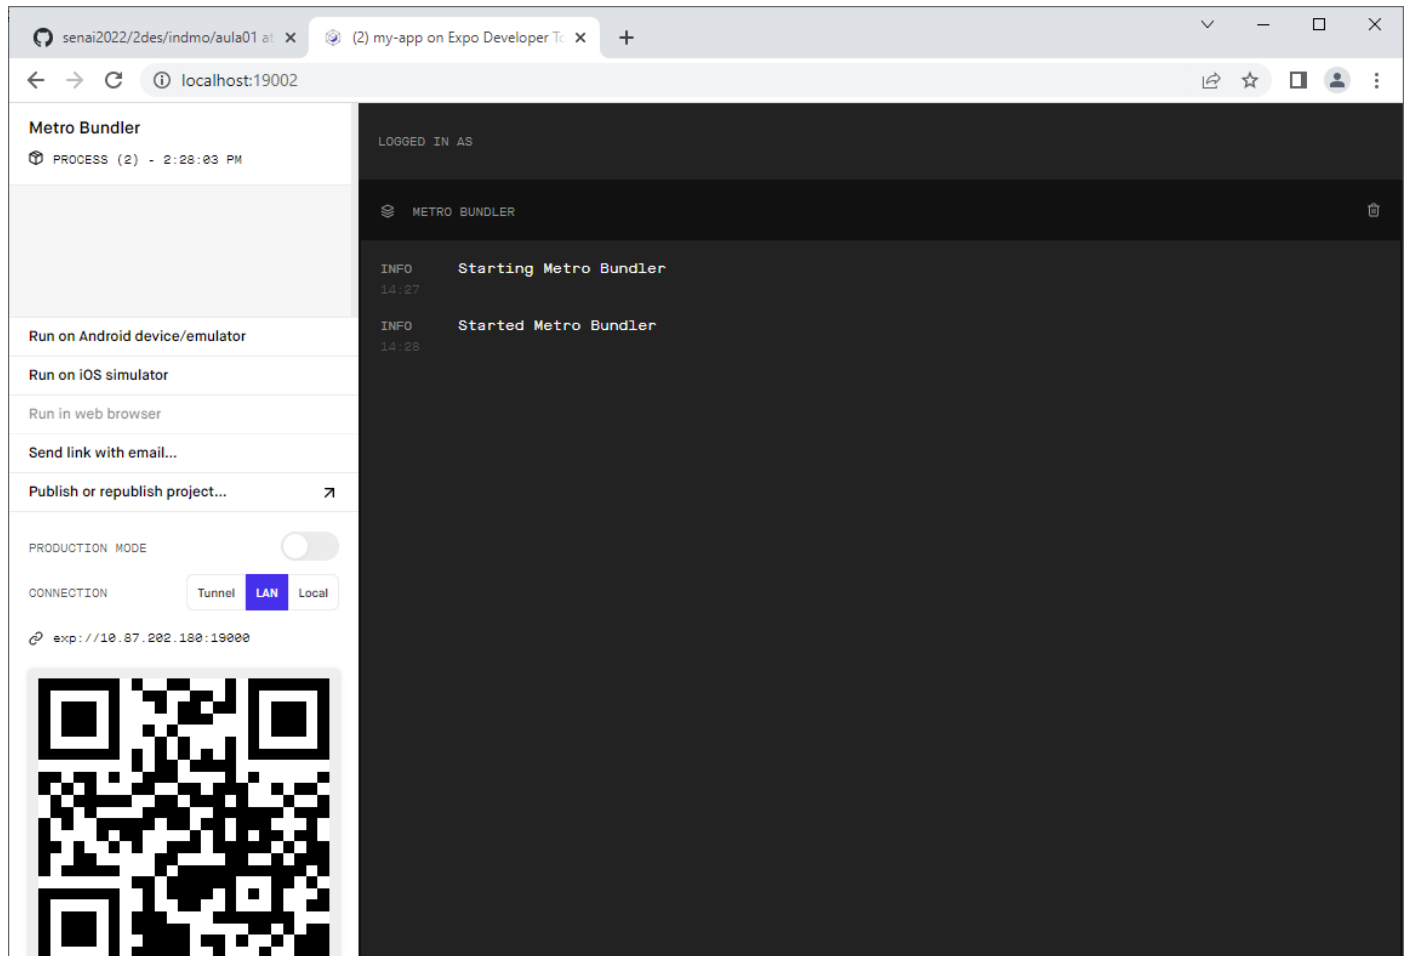 senai2022/2des/indmo/aula01 at
(2) my-app on Expo Developer To
localhost:19002
Metro Bundler
PROCESS (2) - 2:28:03 PM
LOGGED IN AS
METRO BUNDLER
INFO Starting Metro Bundler
14:27
INFO Started Metro Bundler
14:28
Run on Android device/emulator
Run on iOS simulator
Run in web browser
Send link with email...
Publish or republish project...
PRODUCTION MODE
CONNECTION Tunnel LAN Local
exp://10.87.202.180:19000